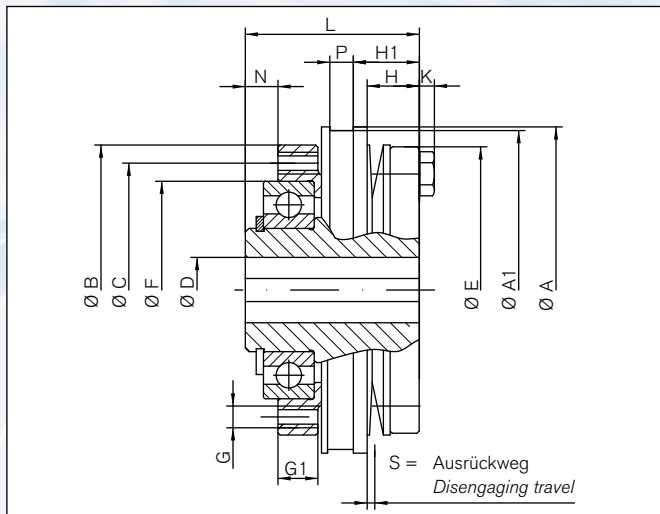 L
P H1
N H K
Ø B
Ø C
Ø F
Ø D
Ø E
Ø A1
Ø A
G
G1
S = Ausrückweg
Disengaging travel